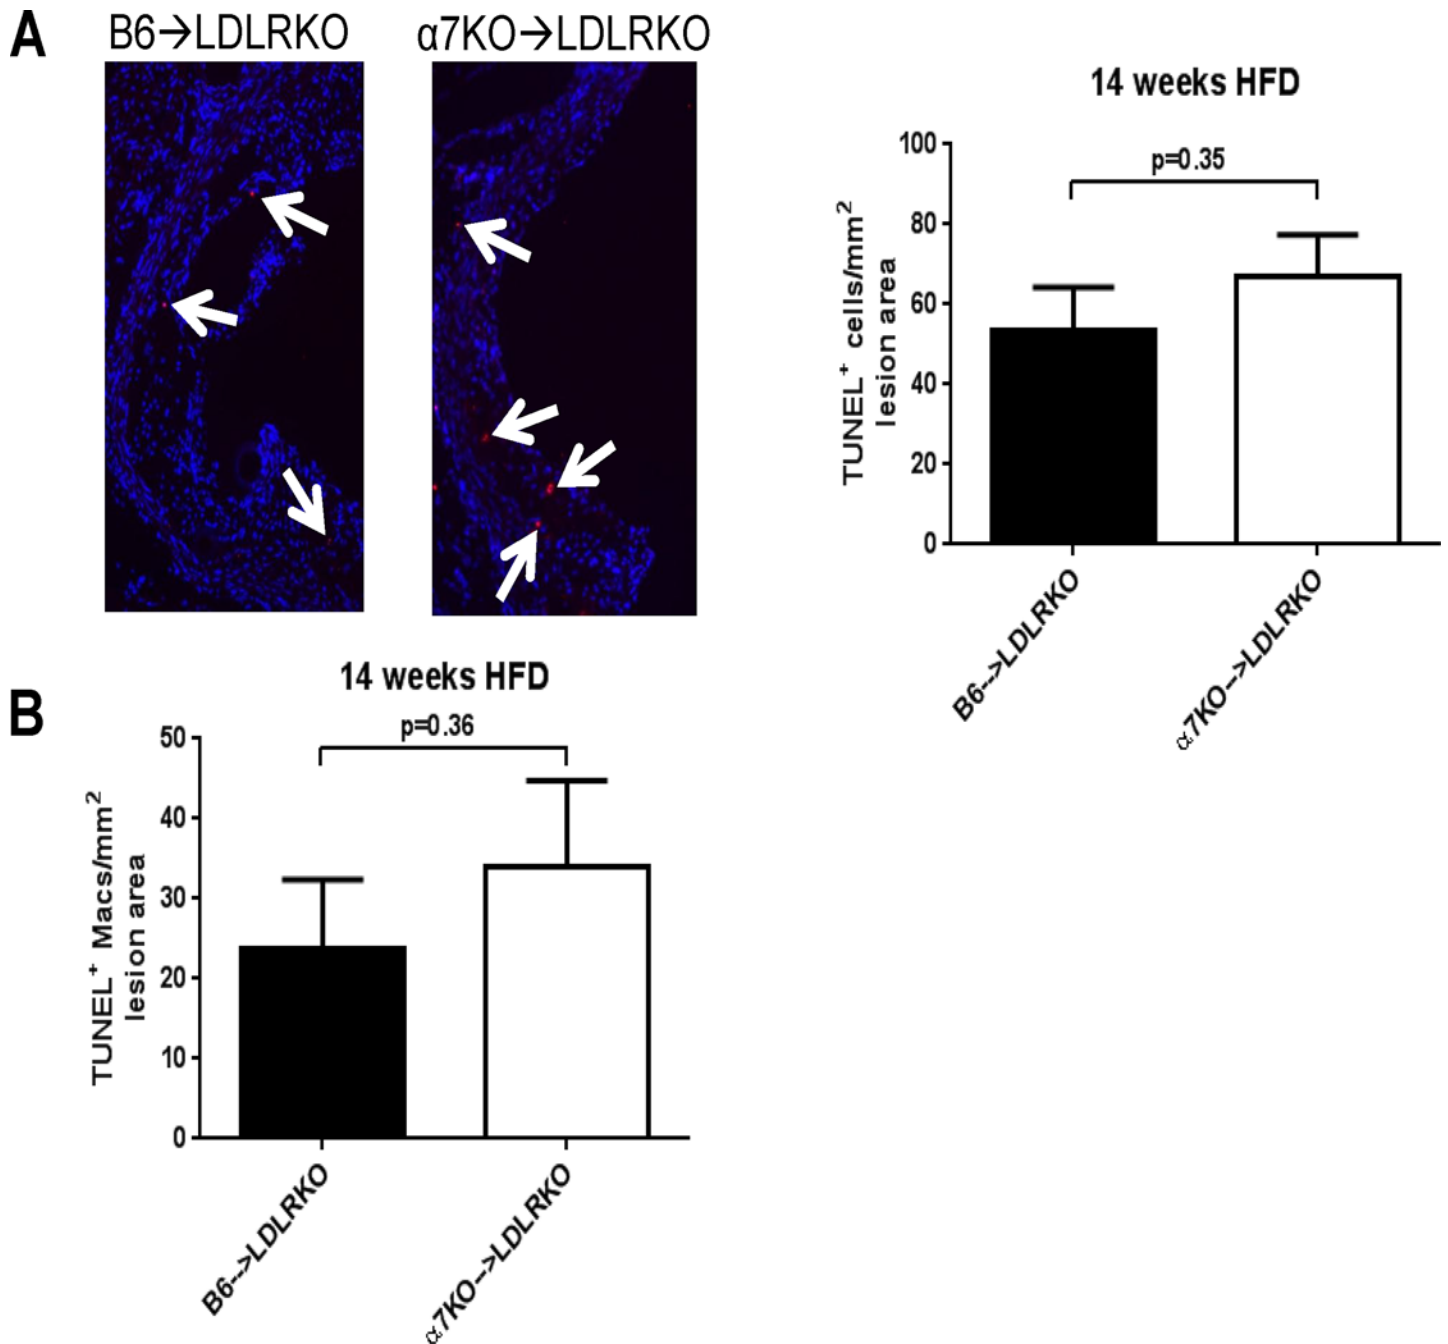 A
B6→LDLRKO
α7KO→LDLRKO
14 weeks HFD
p=0.35
100
80
60
40
20
0
TUNEL⁺ cells/mm²
lesion area
B6-->LDLRKO
α7KO-->LDLRKO
B
14 weeks HFD
p=0.36
50
40
30
20
10
0
TUNEL⁺ Macs/mm²
lesion area
B6-->LDLRKO
α7KO-->LDLRKO